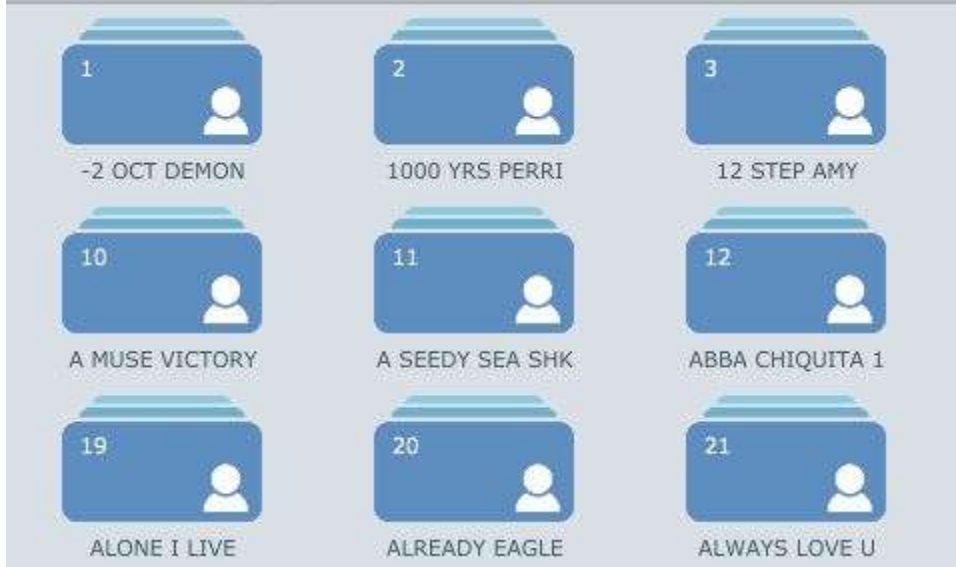 1
2
3
-2 OCT DEMON
1000 YRS PERRI
12 STEP AMY
10
11
12
A MUSE VICTORY
A SEEDY SEA SHK
ABBA CHIQUITA 1
19
20
21
ALONE I LIVE
ALREADY EAGLE
ALWAYS LOVE U